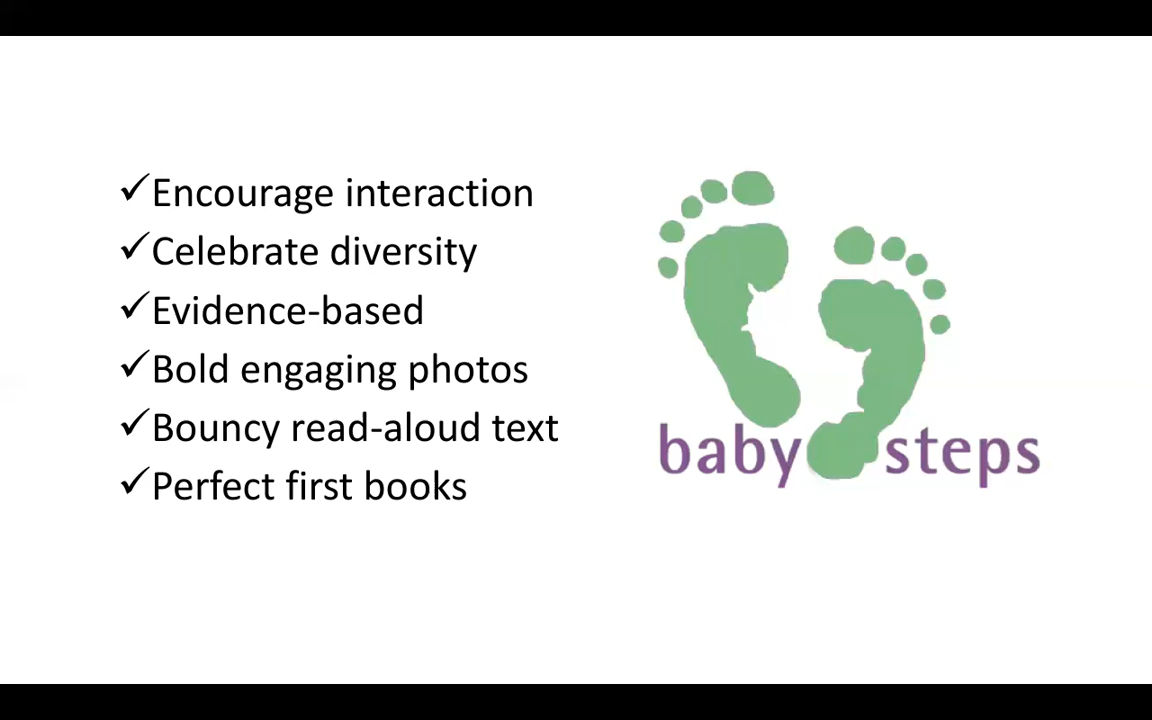 ✓Encourage interaction
✓Celebrate diversity
✓Evidence-based
✓Bold engaging photos
✓Bouncy read-aloud text
✓Perfect first books
baby steps